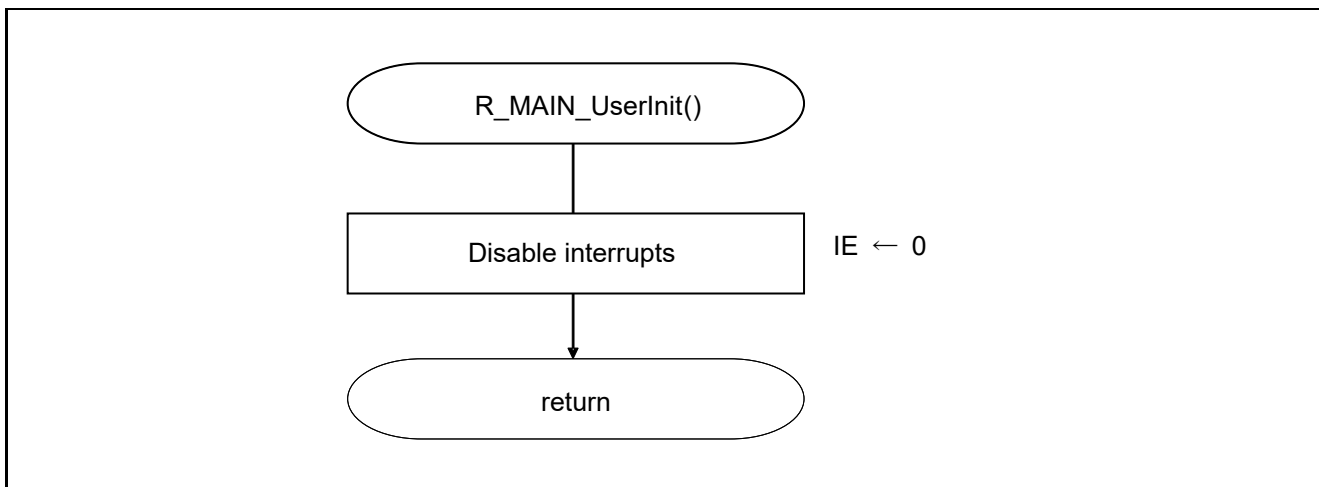 R_MAIN_UserInit()
Disable interrupts
IE ← 0
return